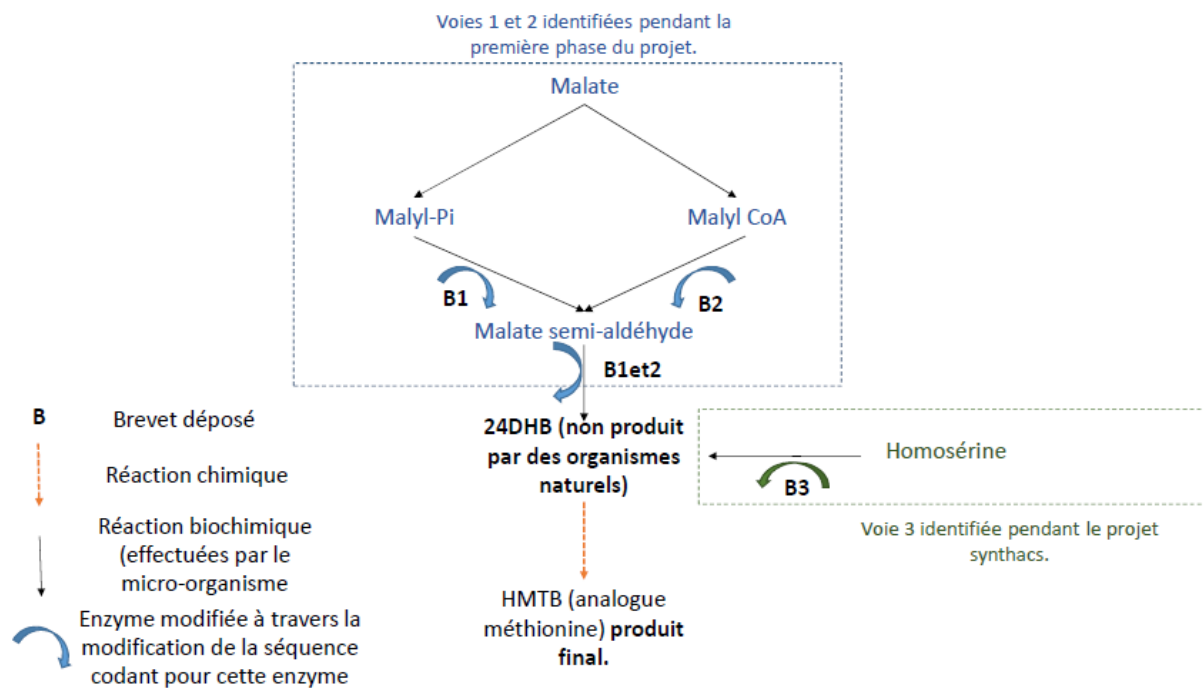 Voies 1 et 2 identifiées pendant la
première phase du projet.
Malate
Malyl-Pi
Malyl CoA
B1
B2
Malate semi-aldéhyde
B1et2
B
Brevet déposé
Réaction chimique
Réaction biochimique
(effectuées par le
micro-organisme
Enzyme modifiée à travers la
modification de la séquence
codant pour cette enzyme
24DHB (non produit
par des organismes
naturels)
Homosérine
B3
Voie 3 identifiée pendant le projet
synthacs.
HMTB (analogue
méthionine) produit
final.